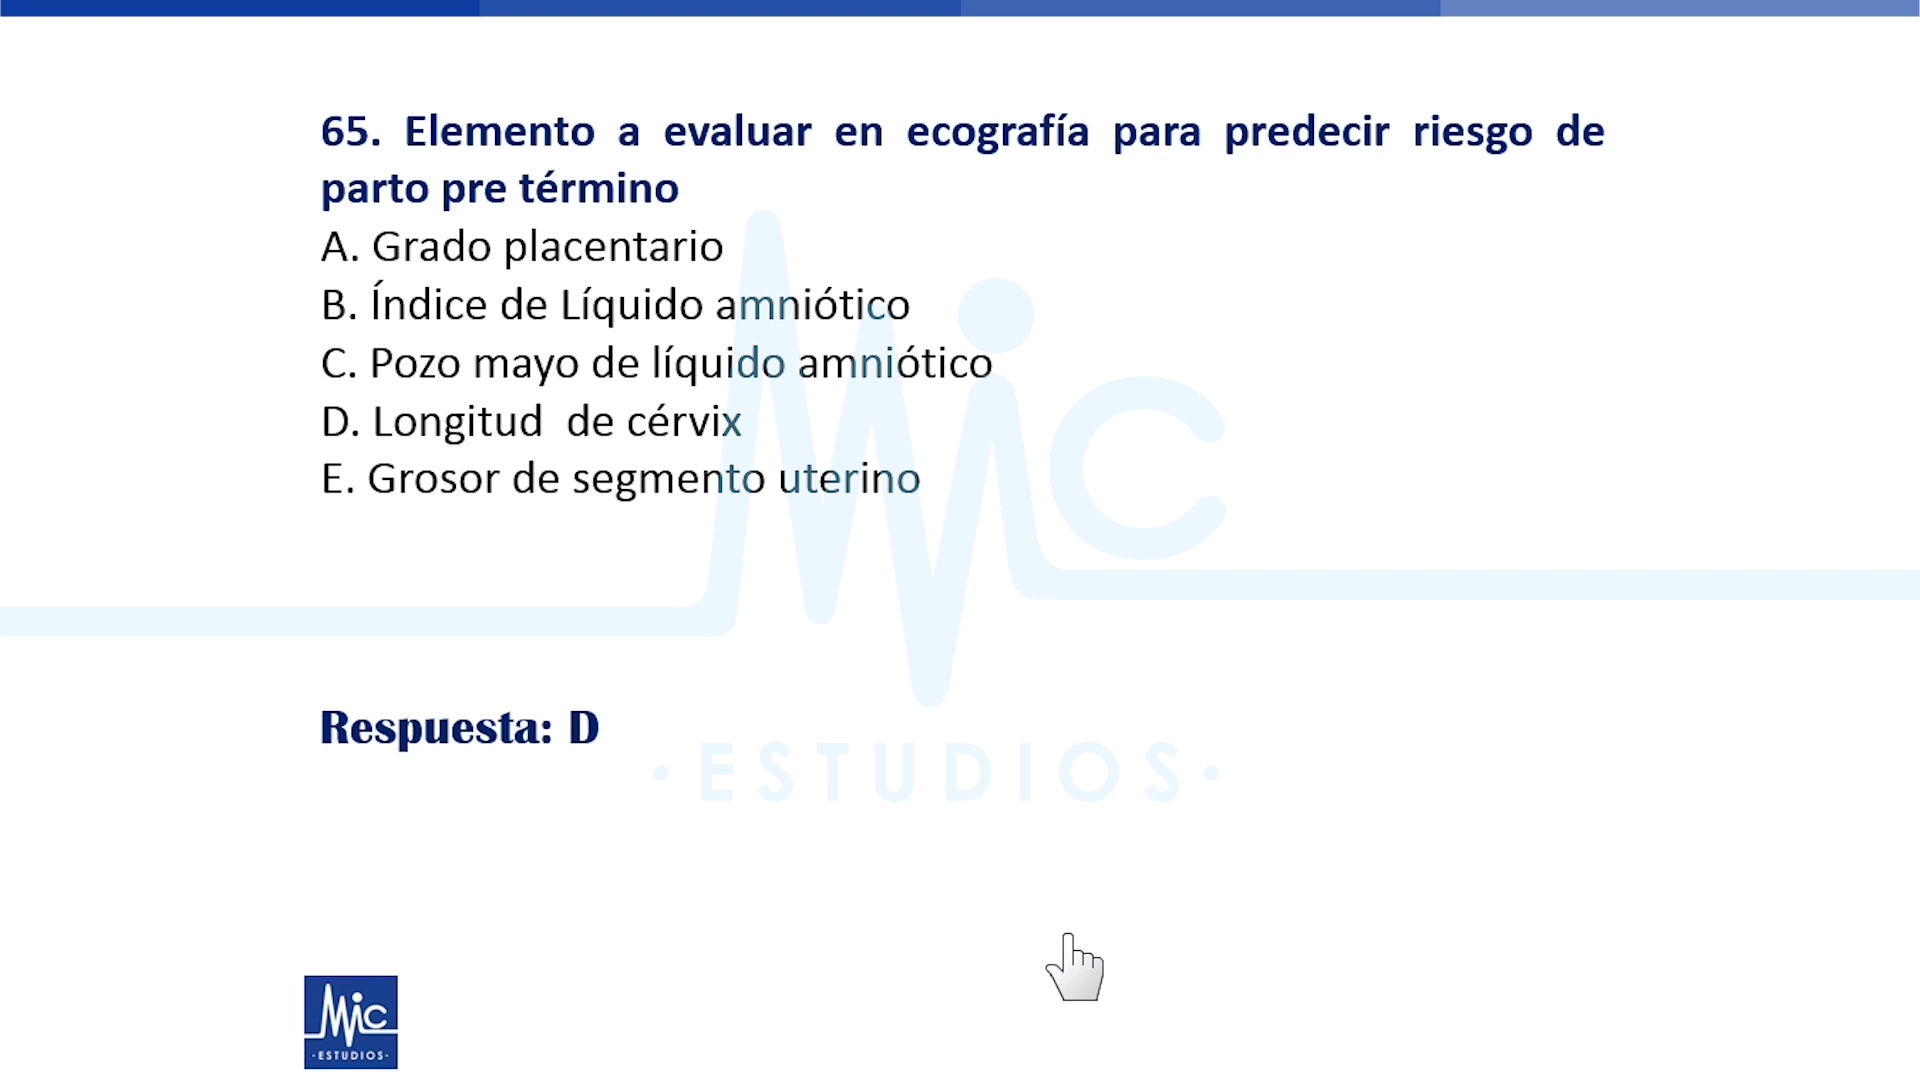 65. Elemento a evaluar en ecografía para predecir riesgo de
parto pre término
A. Grado placentario
B. Índice de Líquido amniótico
C. Pozo mayo de líquido amniótico
D. Longitud de cérvix
E. Grosor de segmento uterino
Mic
Respuesta: D
· ESTUDIOS ·
Mic
·ESTUDIOS·